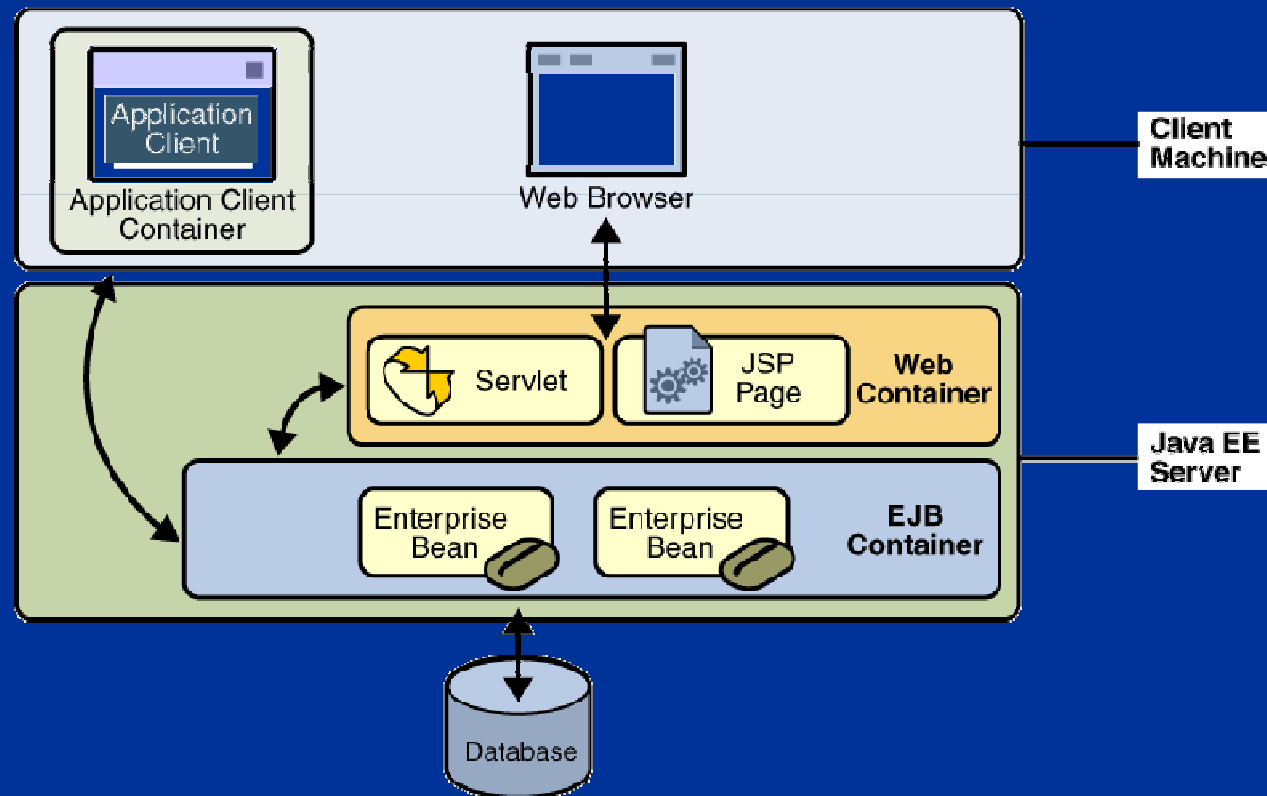 Application
Client
Application Client
Container
Web Browser
Client
Machine
Servlet
JSP
Page
Web
Container
Java EE
Server
Enterprise
Bean
Enterprise
Bean
EJB
Container
Database